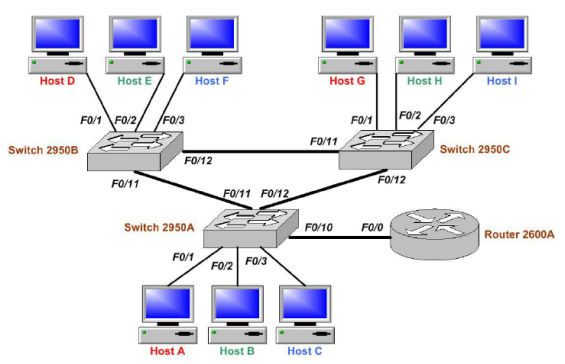 Host D
Host E
Host F
Host G
Host H
Host I
F0/1
F0/2
F0/3
F0/1
F0/2
F0/3
Switch 2950B
F0/12
F0/11
Switch 2950C
F0/11
F0/12
F0/11
F0/12
Switch 2950A
F0/10
F0/0
Router 2600A
F0/1
F0/2
F0/3
Host A
Host B
Host C